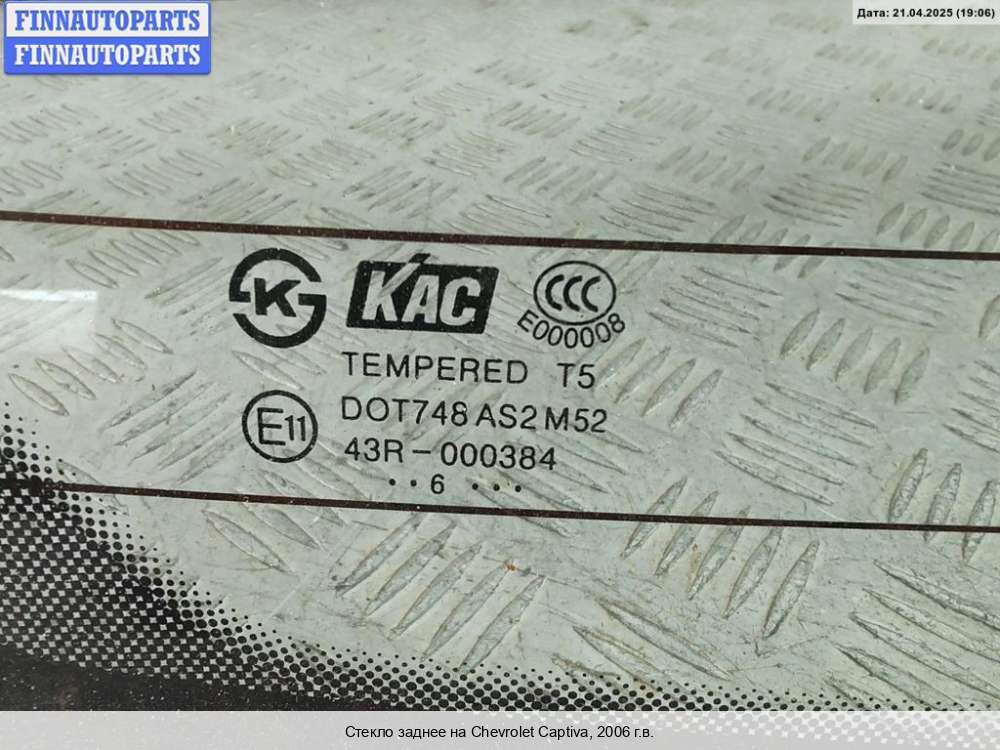 FINNAUTOPARTS
FINNAUTOPARTS
Дата: 21.04.2025 (19:06)
K
KAC
CCC
E000008
TEMPERED T5
E11
DOT748 AS2 M52
43R-000384
• • 6 • • •
Стекло заднее на Chevrolet Captiva, 2006 г.в.